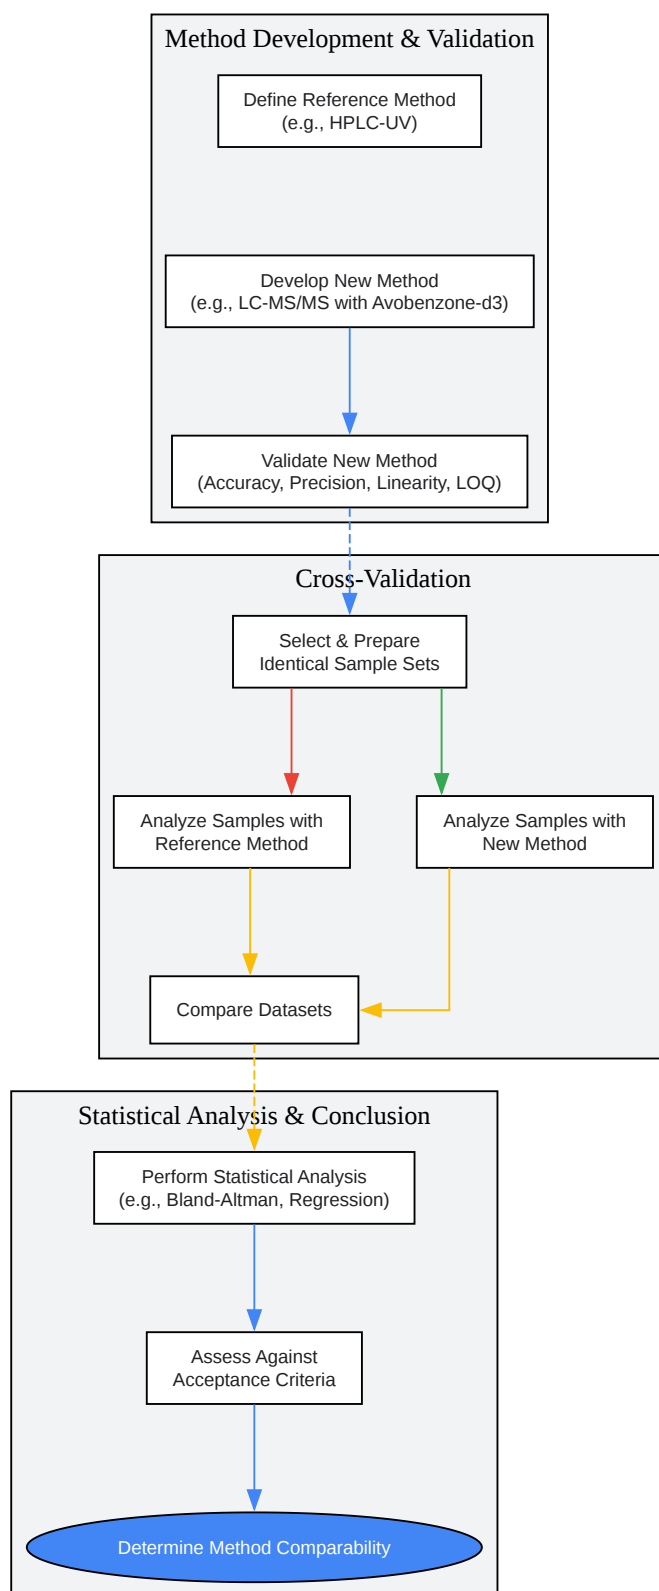 Method Development & Validation
Define Reference Method
(e.g., HPLC-UV)
Develop New Method
(e.g., LC-MS/MS with Avobenzone-d3)
Validate New Method
(Accuracy, Precision, Linearity, LOQ)
Cross-Validation
Select & Prepare
Identical Sample Sets
Analyze Samples with
Reference Method
Analyze Samples with
New Method
Compare Datasets
Statistical Analysis & Conclusion
Perform Statistical Analysis
(e.g., Bland-Altman, Regression)
Assess Against
Acceptance Criteria
Determine Method Comparability